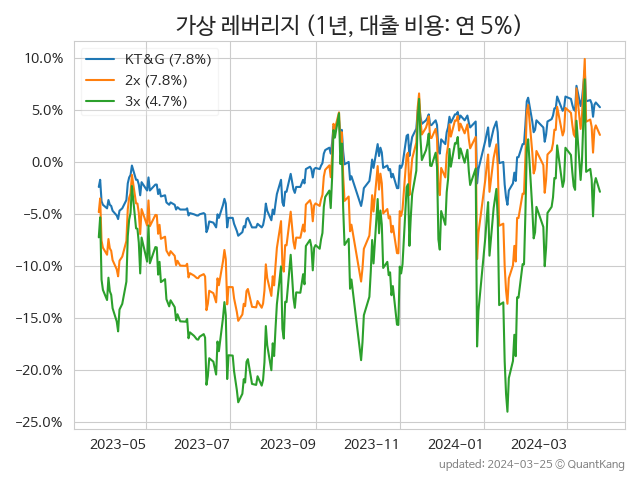 가상 레버리지 (1년, 대출 비용: 연 5%)
KT&G (7.8%)
2x (7.8%)
3x (4.7%)
10.0%
5.0%
0.0%
−5.0%
−10.0%
−15.0%
−20.0%
−25.0%
2023-05 2023-07 2023-09 2023-11 2024-01 2024-03
updated: 2024-03-25 ⓒ QuantKang